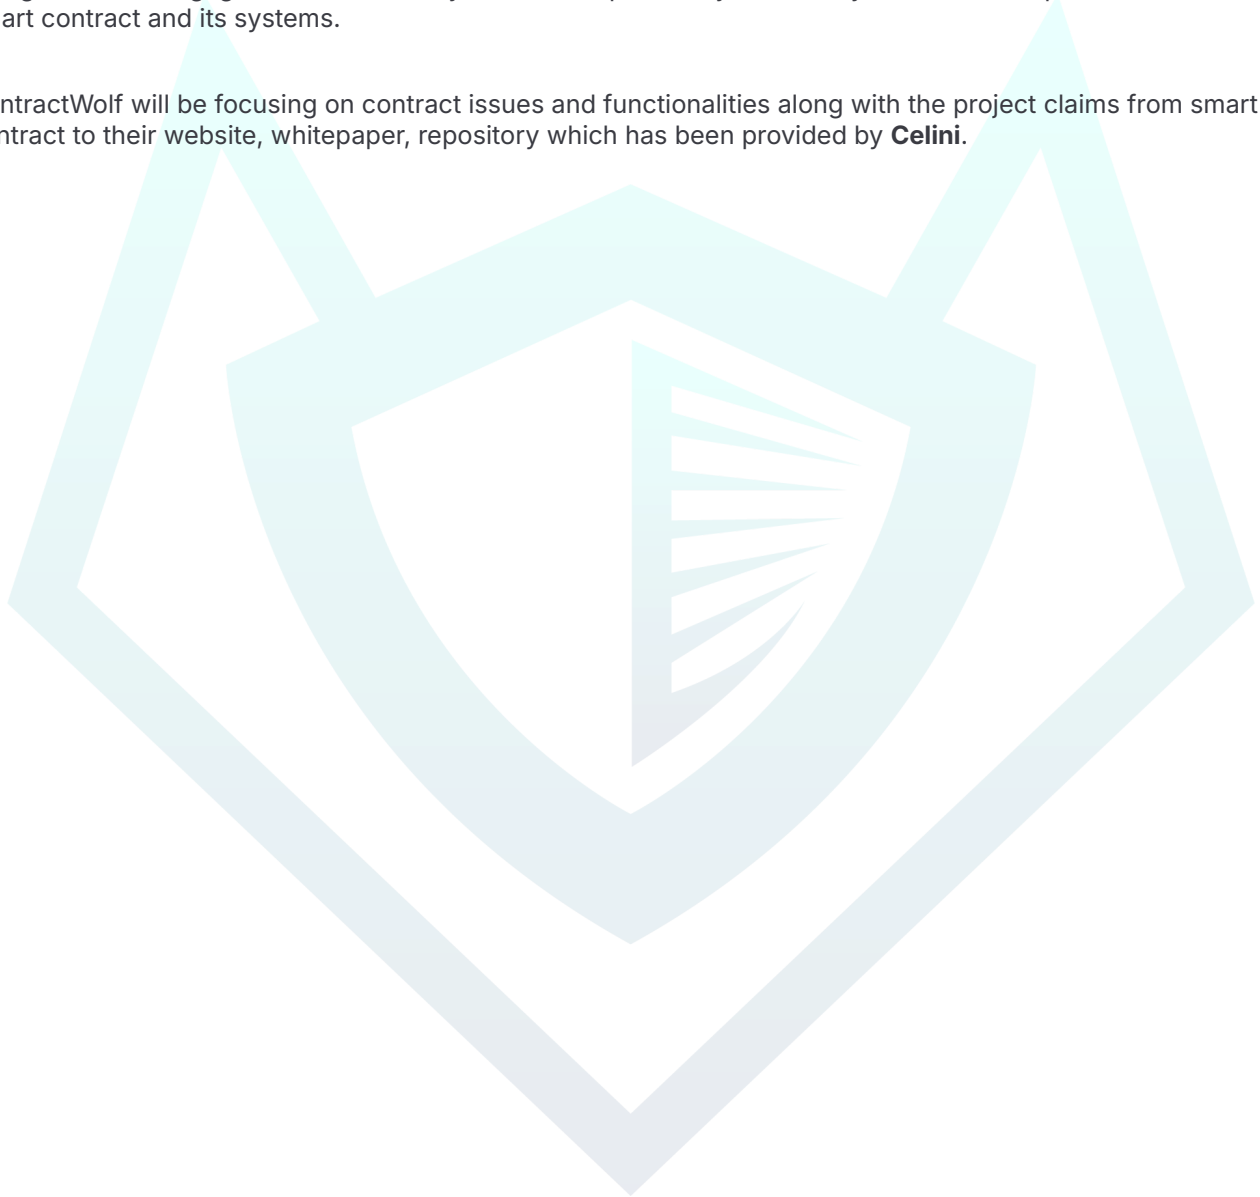 art contract and its systems.
ntractWolf will be focusing on contract issues and functionalities along with the project claims from smart
ntract to their website, whitepaper, repository which has been provided by Celini.